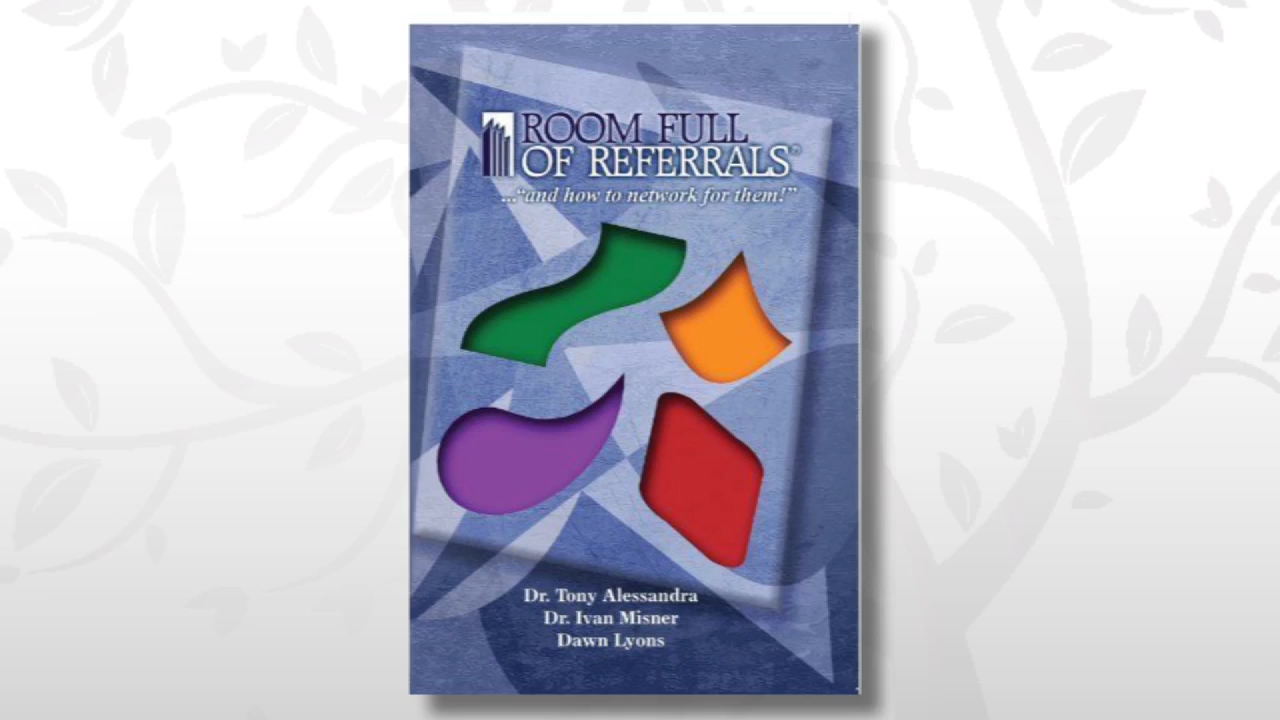 ROOM FULL
OF REFERRALS®
..."and how to network for them!"
Dr. Tony Alessandra
Dr. Ivan Misner
Dawn Lyons